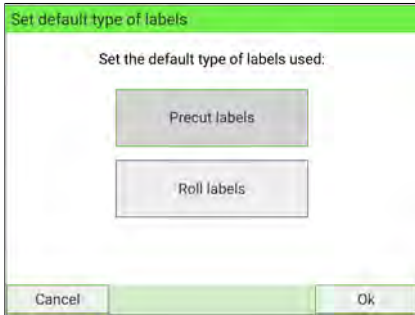 Set default type of labels
Set the default type of labels used:
Precut labels
Roll labels
Cancel
Ok